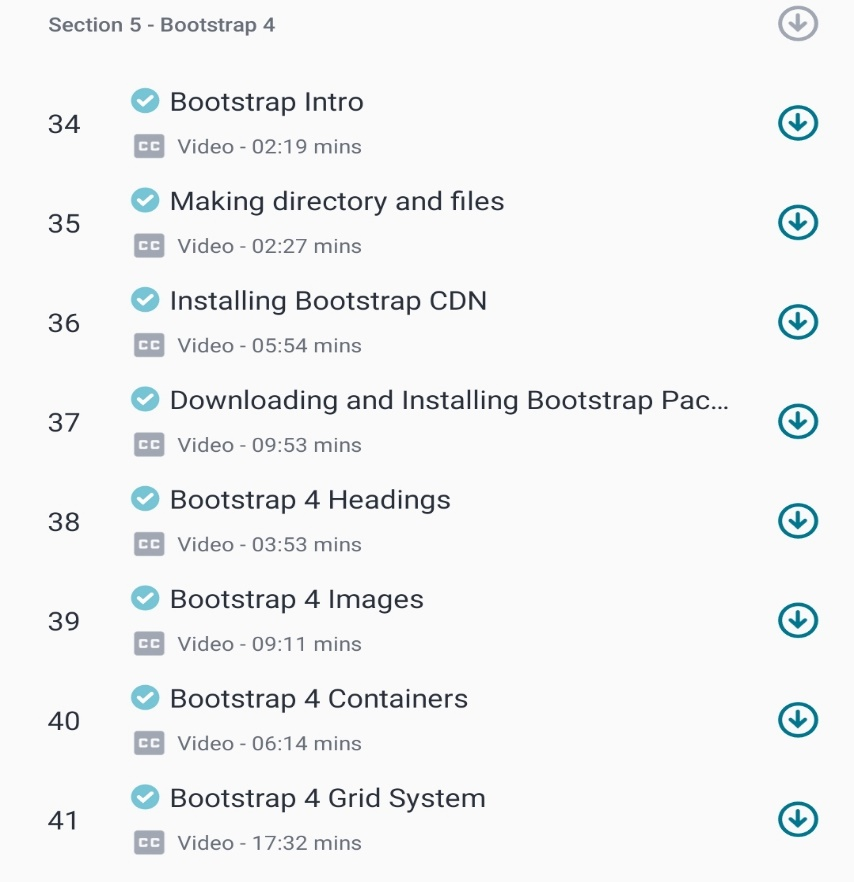 Section 5 - Bootstrap 4
34
Bootstrap Intro
CC Video - 02:19 mins
35
Making directory and files
CC Video - 02:27 mins
36
Installing Bootstrap CDN
CC Video - 05:54 mins
37
Downloading and Installing Bootstrap Pac...
CC Video - 09:53 mins
38
Bootstrap 4 Headings
CC Video - 03:53 mins
39
Bootstrap 4 Images
CC Video - 09:11 mins
40
Bootstrap 4 Containers
CC Video - 06:14 mins
41
Bootstrap 4 Grid System
CC Video - 17:32 mins